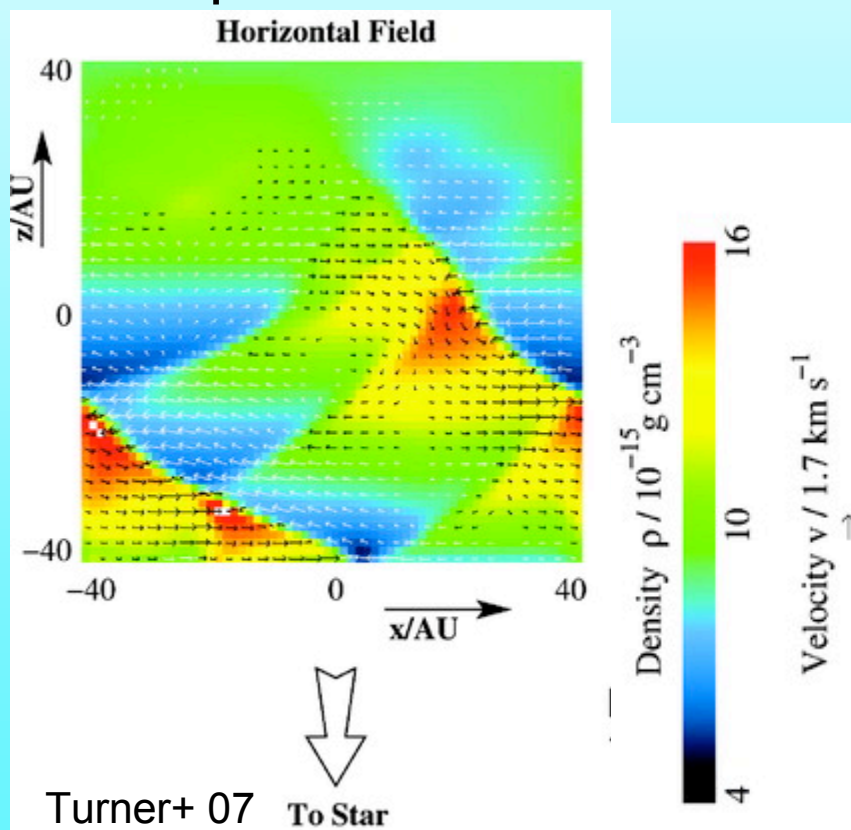 Horizontal Field
40
z/AU
0
−40
−40 0 40
x/AU
To Star
Turner+ 07
16
10
4
Density ρ / 10⁻¹⁵ g cm⁻³
Velocity v / 1.7 km s⁻¹